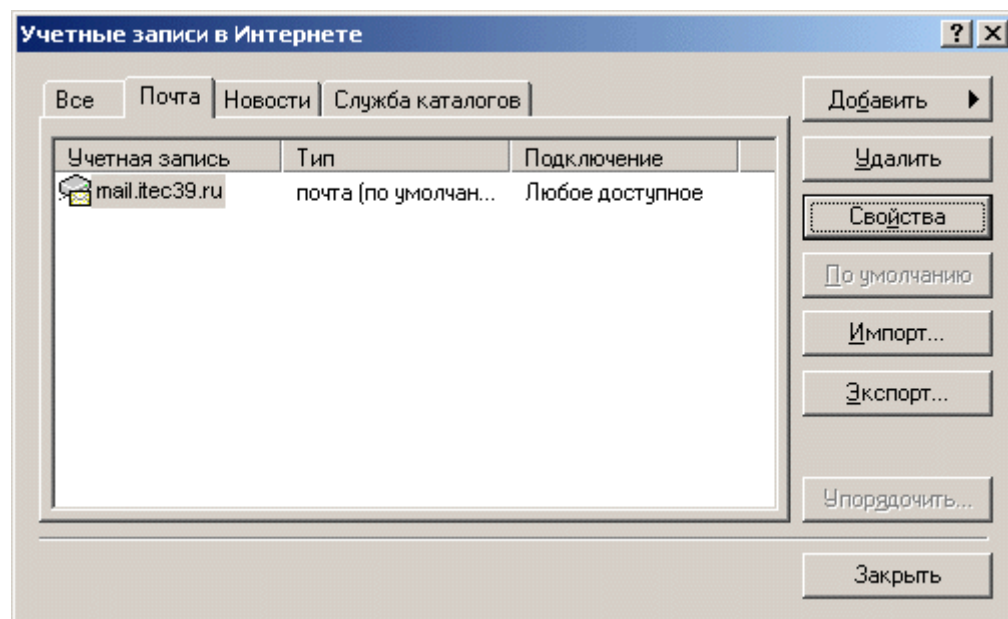 Учетные записи в Интернете
Все Почта Новости Служба каталогов
Учетная запись Тип Подключение
mail.itec39.ru почта (по умолчан... Любое доступное
Добавить
Удалить
Свойства
По умолчанию
Импорт...
Экспорт...
Упорядочить...
Закрыть